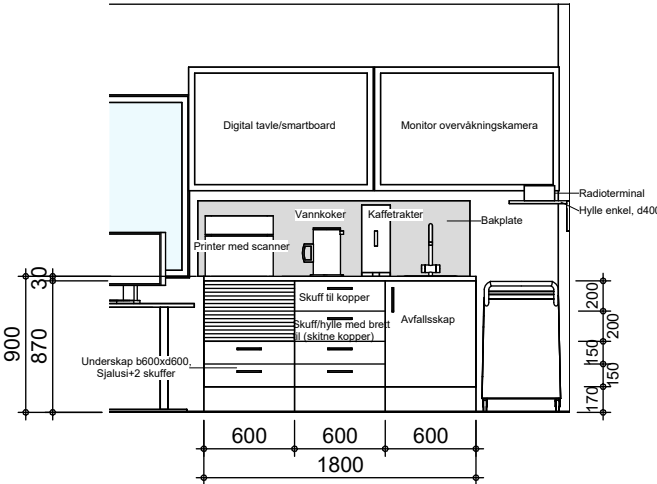 Digital tavle/smartboard
Monitor overvåkningskamera
Radioterminal
Hylle enkel, d400
Vannkoker
Kaffetrakter
Bakplate
Printer med scanner
30
900
870
Skuff til kopper
Skuff/hylle med brett
til (skitne kopper)
Avfallsskap
Underskap b600xd600,
Sjalusi+2 skuffer
200
200
150
150
170
600
600
600
1800